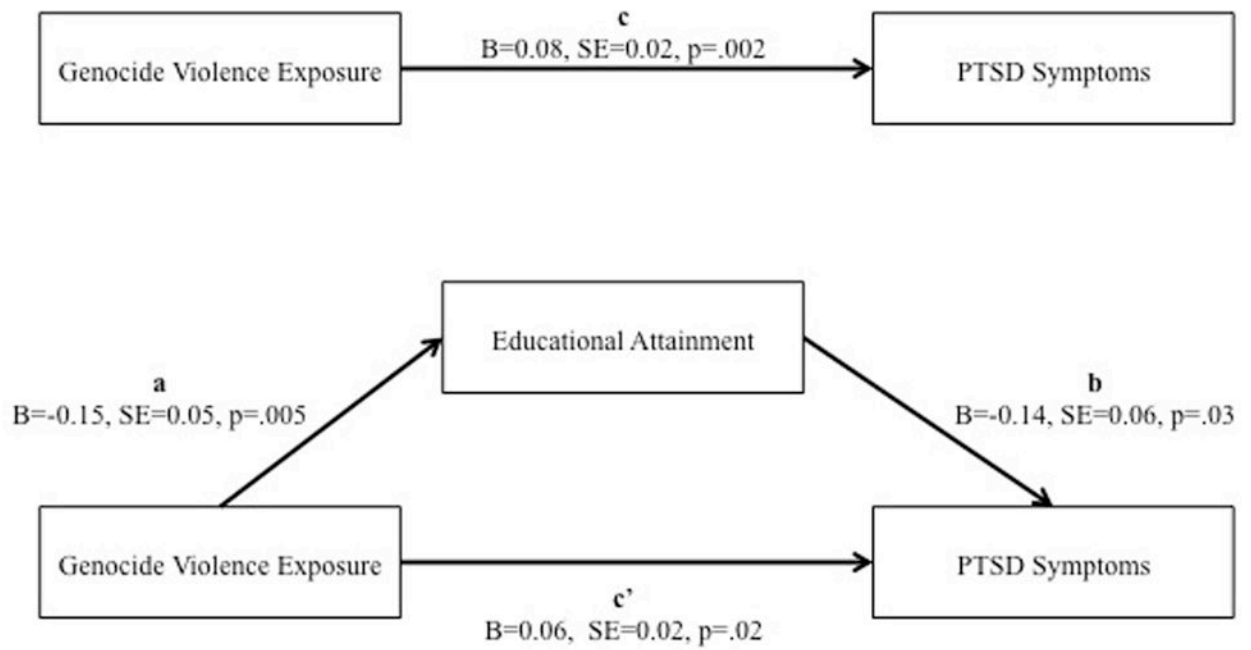 c
B=0.08, SE=0.02, p=.002
Genocide Violence Exposure
PTSD Symptoms
Educational Attainment
a
B=-0.15, SE=0.05, p=.005
b
B=-0.14, SE=0.06, p=.03
Genocide Violence Exposure
PTSD Symptoms
c’
B=0.06,  SE=0.02, p=.02